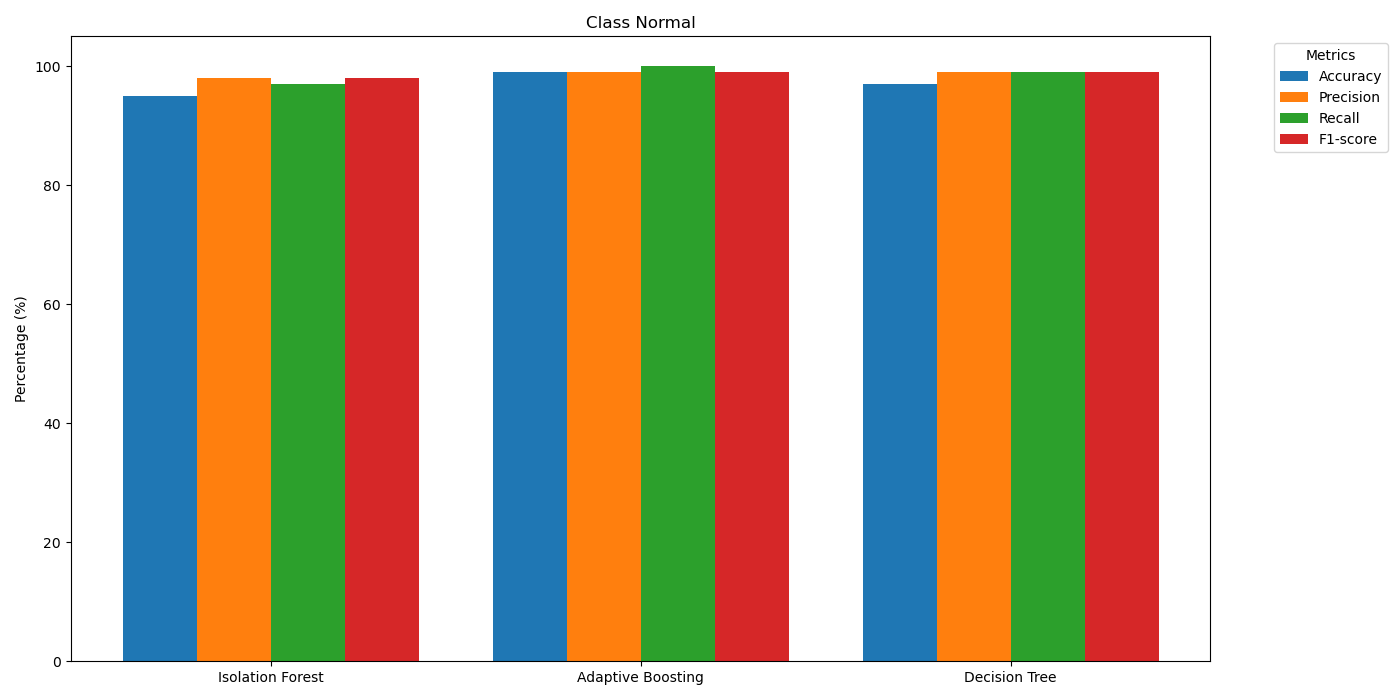 Class Normal
Metrics
Accuracy
Precision
Recall
F1-score
Percentage (%)
100
80
60
40
20
0
Isolation Forest
Adaptive Boosting
Decision Tree